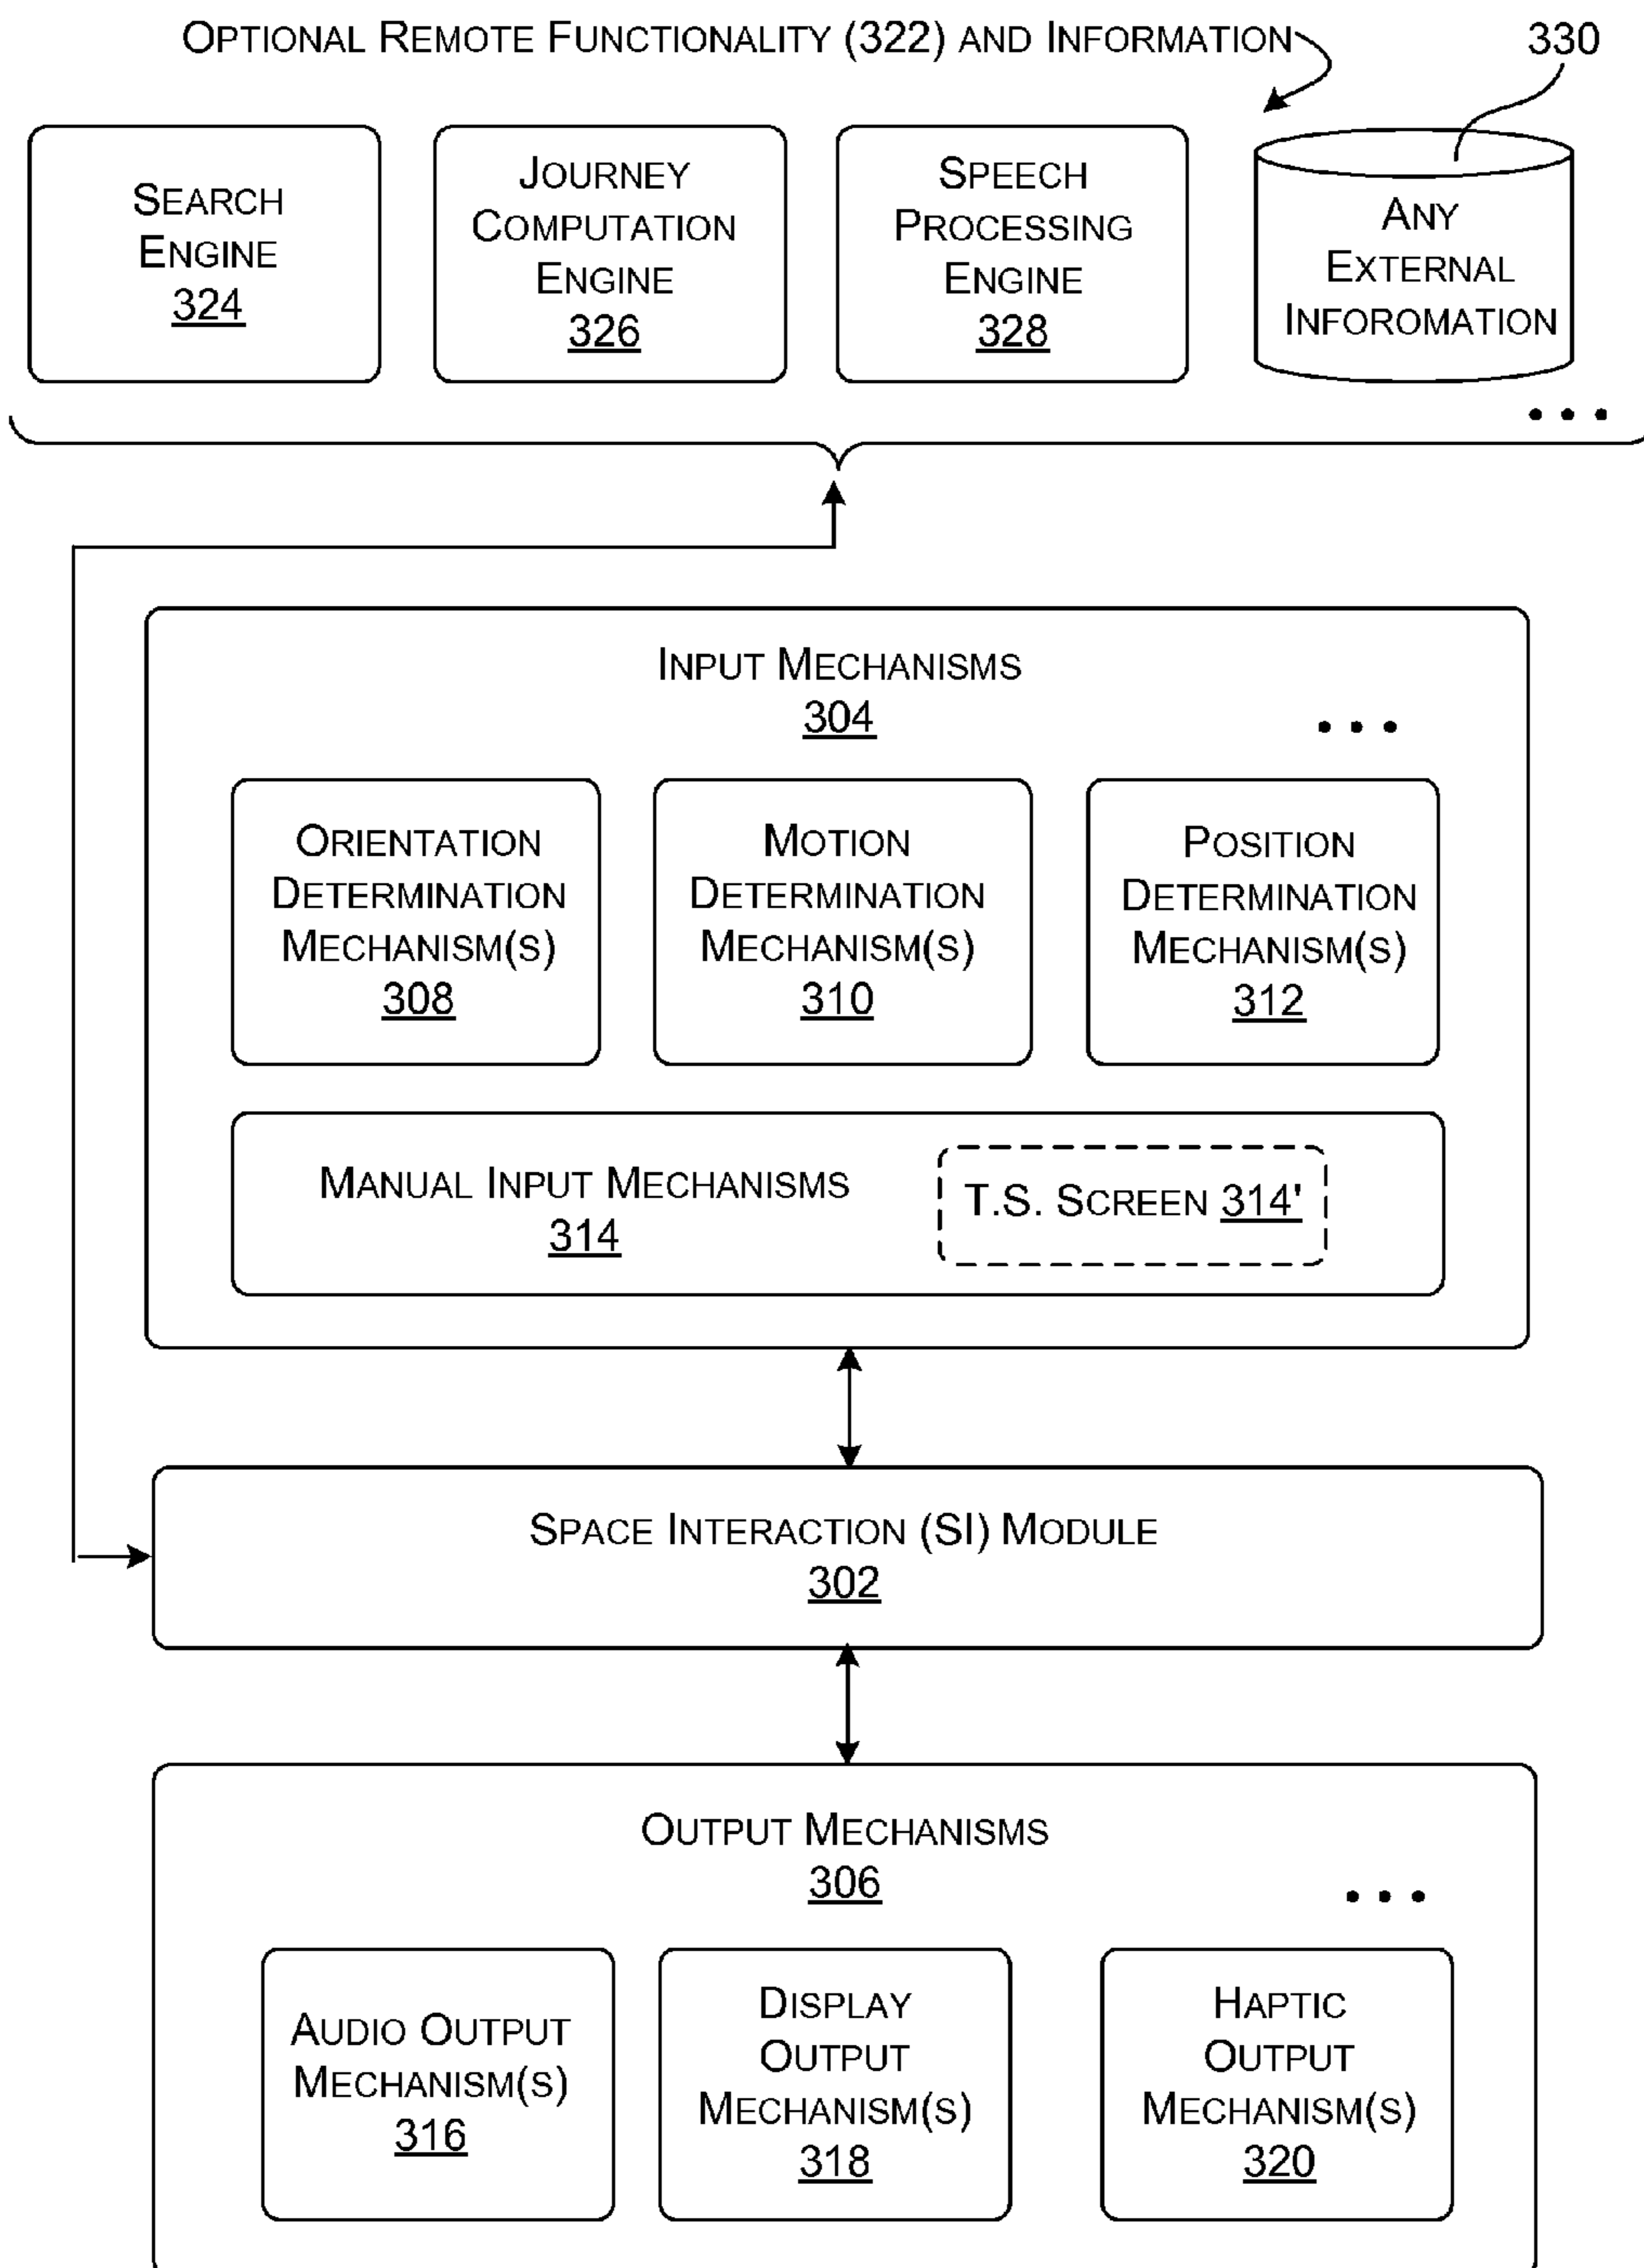 OPTIONAL REMOTE FUNCTIONALITY (322) AND INFORMATION
330
SEARCH
ENGINE
324
JOURNEY
COMPUTATION
ENGINE
326
SPEECH
PROCESSING
ENGINE
328
ANY
EXTERNAL
INFOROMATION
INPUT MECHANISMS
304
ORIENTATION
DETERMINATION
MECHANISM(S)
308
MOTION
DETERMINATION
MECHANISM(S)
310
POSITION
DETERMINATION
MECHANISM(S)
312
MANUAL INPUT MECHANISMS
314
T.S. SCREEN 314'
SPACE INTERACTION (SI) MODULE
302
OUTPUT MECHANISMS
306
AUDIO OUTPUT
MECHANISM(S)
316
DISPLAY
OUTPUT
MECHANISM(S)
318
HAPTIC
OUTPUT
MECHANISM(S)
320